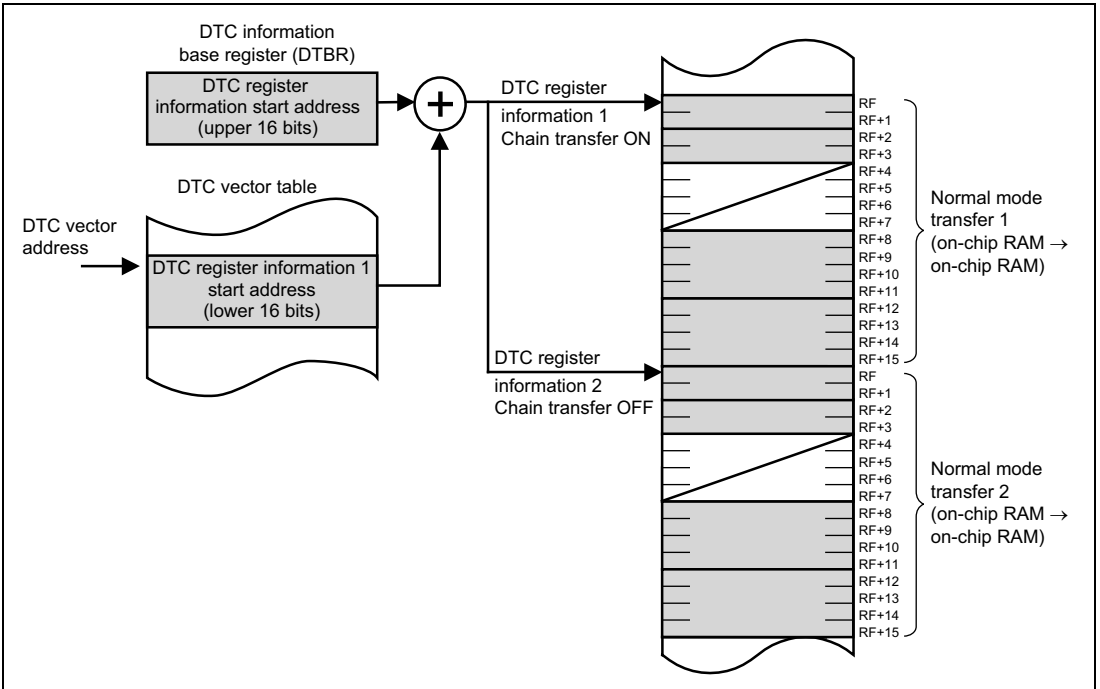 DTC information
base register (DTBR)
DTC register
information start address
(upper 16 bits)
+
DTC vector table
DTC vector
address
DTC register information 1
start address
(lower 16 bits)
DTC register
information 1
Chain transfer ON
DTC register
information 2
Chain transfer OFF
RF
RF+1
RF+2
RF+3
RF+4
RF+5
RF+6
RF+7
RF+8
RF+9
RF+10
RF+11
RF+12
RF+13
RF+14
RF+15
Normal mode
transfer 1
(on-chip RAM →
on-chip RAM)
RF
RF+1
RF+2
RF+3
RF+4
RF+5
RF+6
RF+7
RF+8
RF+9
RF+10
RF+11
RF+12
RF+13
RF+14
RF+15
Normal mode
transfer 2
(on-chip RAM →
on-chip RAM)